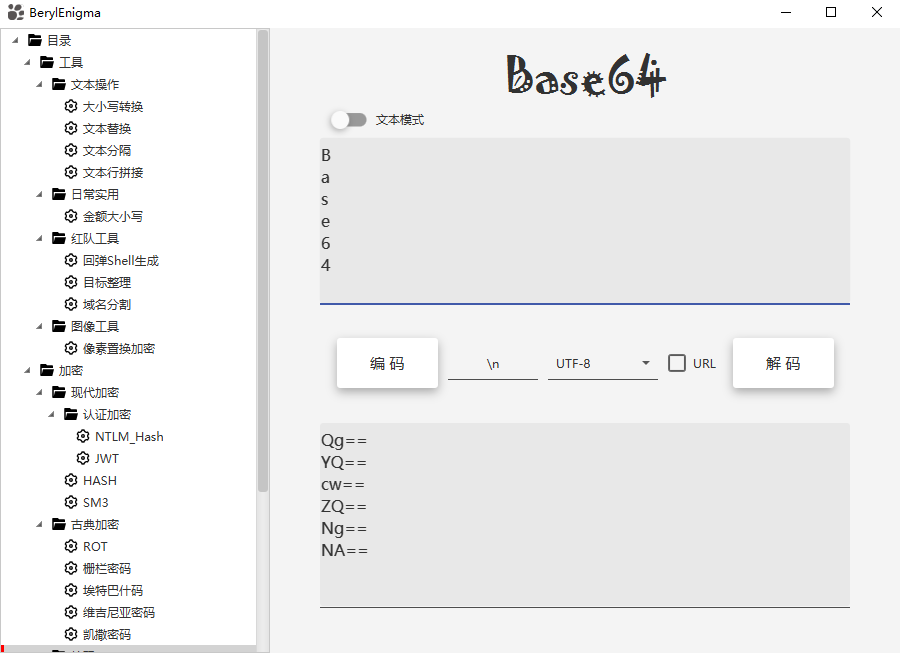 BerylEnigma
目录
工具
文本操作
大小写转换
文本替换
文本分隔
文本行拼接
日常实用
金额大小写
红队工具
回弹Shell生成
目标整理
域名分割
图像工具
像素置换加密
加密
现代加密
认证加密
NTLM_Hash
JWT
HASH
SM3
古典加密
ROT
栅栏密码
埃特巴什码
维吉尼亚密码
凯撒密码
Base64
文本模式
B
a
s
e
6
4
编 码 \n UTF-8 URL 解 码
Qg==
YQ==
cw==
ZQ==
Ng==
NA==